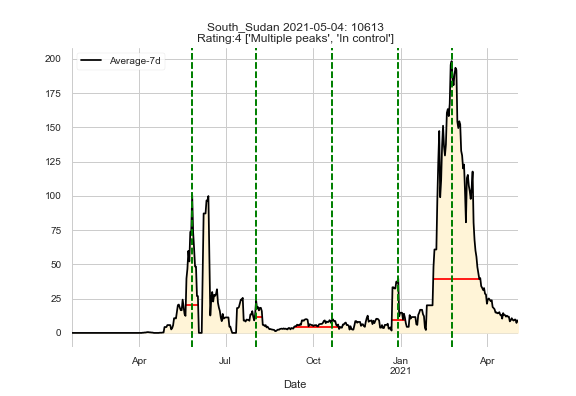 South_Sudan 2021-05-04: 10613
Rating:4 ['Multiple peaks', 'In control']
Average-7d
200
175
150
125
100
75
50
25
0
Apr
Jul
Oct
Jan
2021
Apr
Date